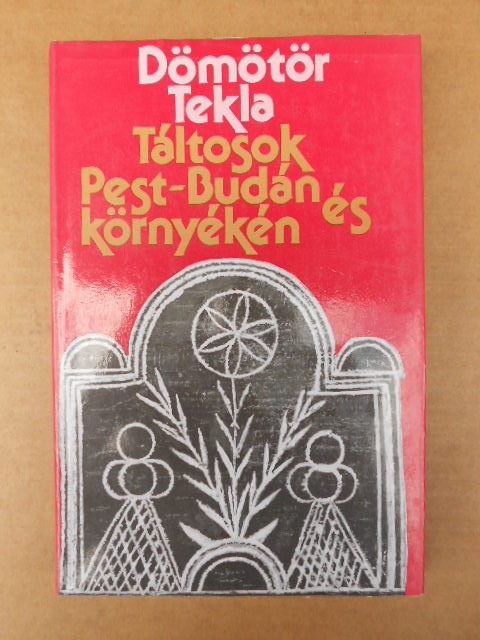 Dömötör
Tekla
Táltosok
Pest-Budán és
környékén